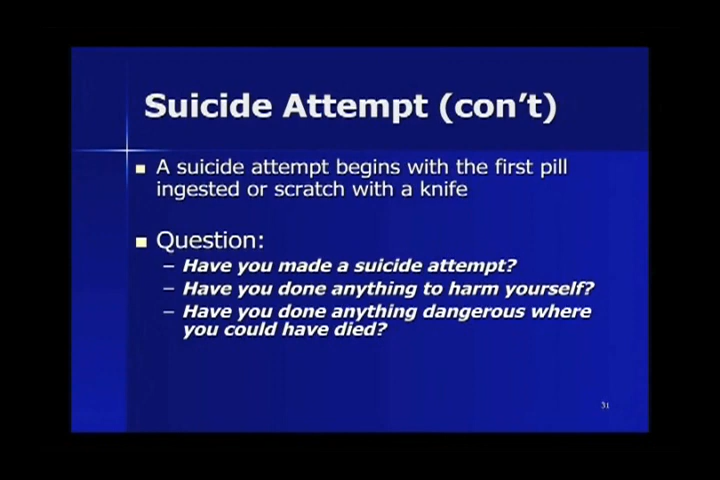 Suicide Attempt (con't)
A suicide attempt begins with the first pill
ingested or scratch with a knife
Question:
– Have you made a suicide attempt?
– Have you done anything to harm yourself?
– Have you done anything dangerous where
you could have died?
31